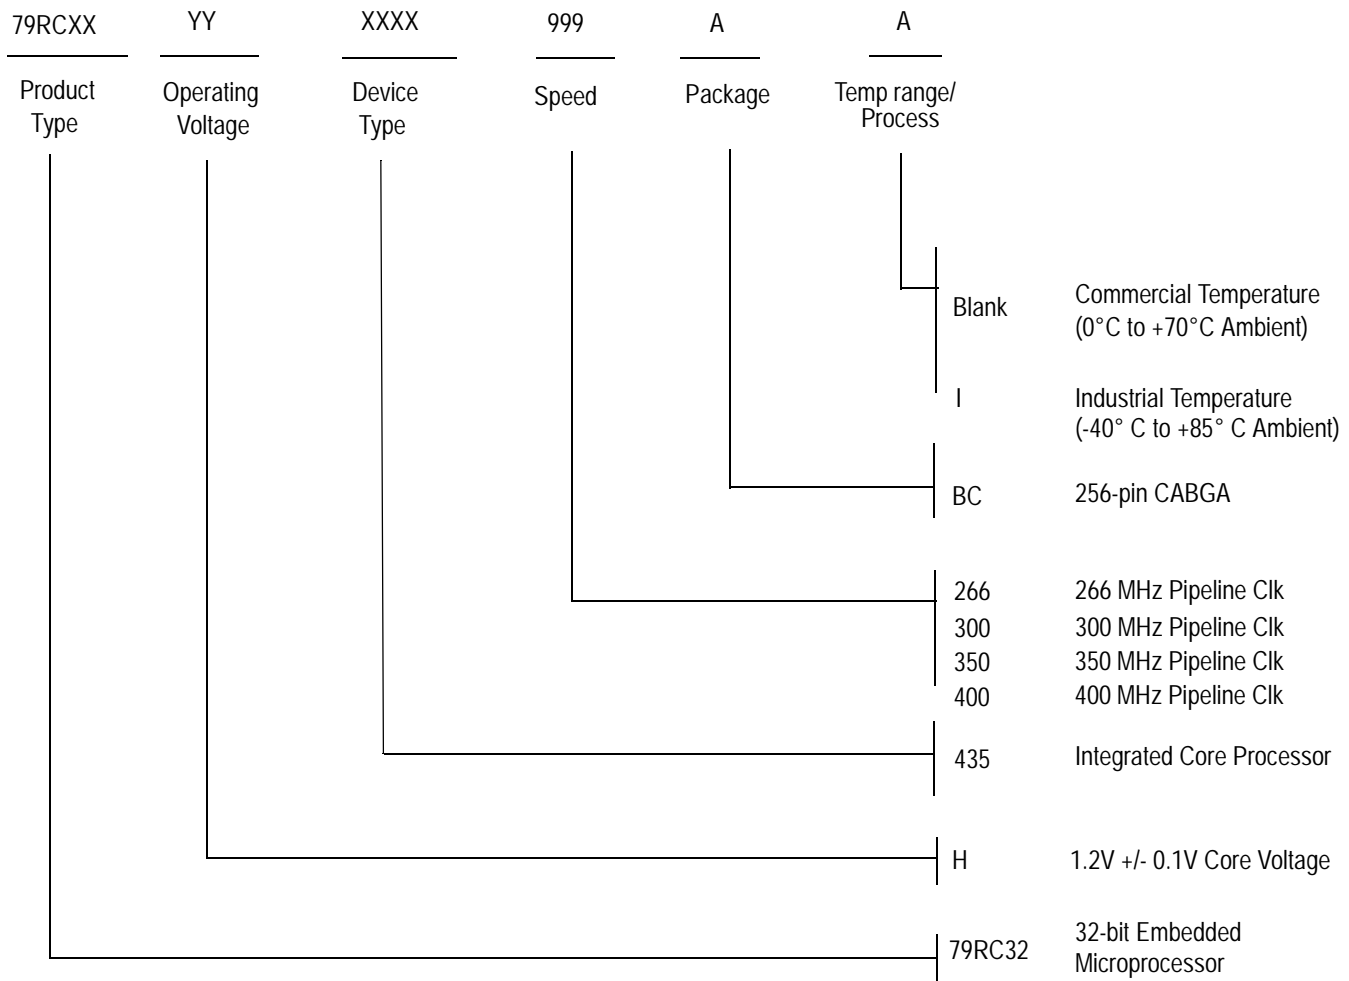 79RCXX YY XXXX 999 A A
Product Type
Operating Voltage
Device Type
Speed
Package
Temp range/
Process
Blank Commercial Temperature
(0°C to +70°C Ambient)
I Industrial Temperature
(-40° C to +85° C Ambient)
BC 256-pin CABGA
266 266 MHz Pipeline Clk
300 300 MHz Pipeline Clk
350 350 MHz Pipeline Clk
400 400 MHz Pipeline Clk
435 Integrated Core Processor
H 1.2V +/- 0.1V Core Voltage
79RC32 32-bit Embedded
Microprocessor